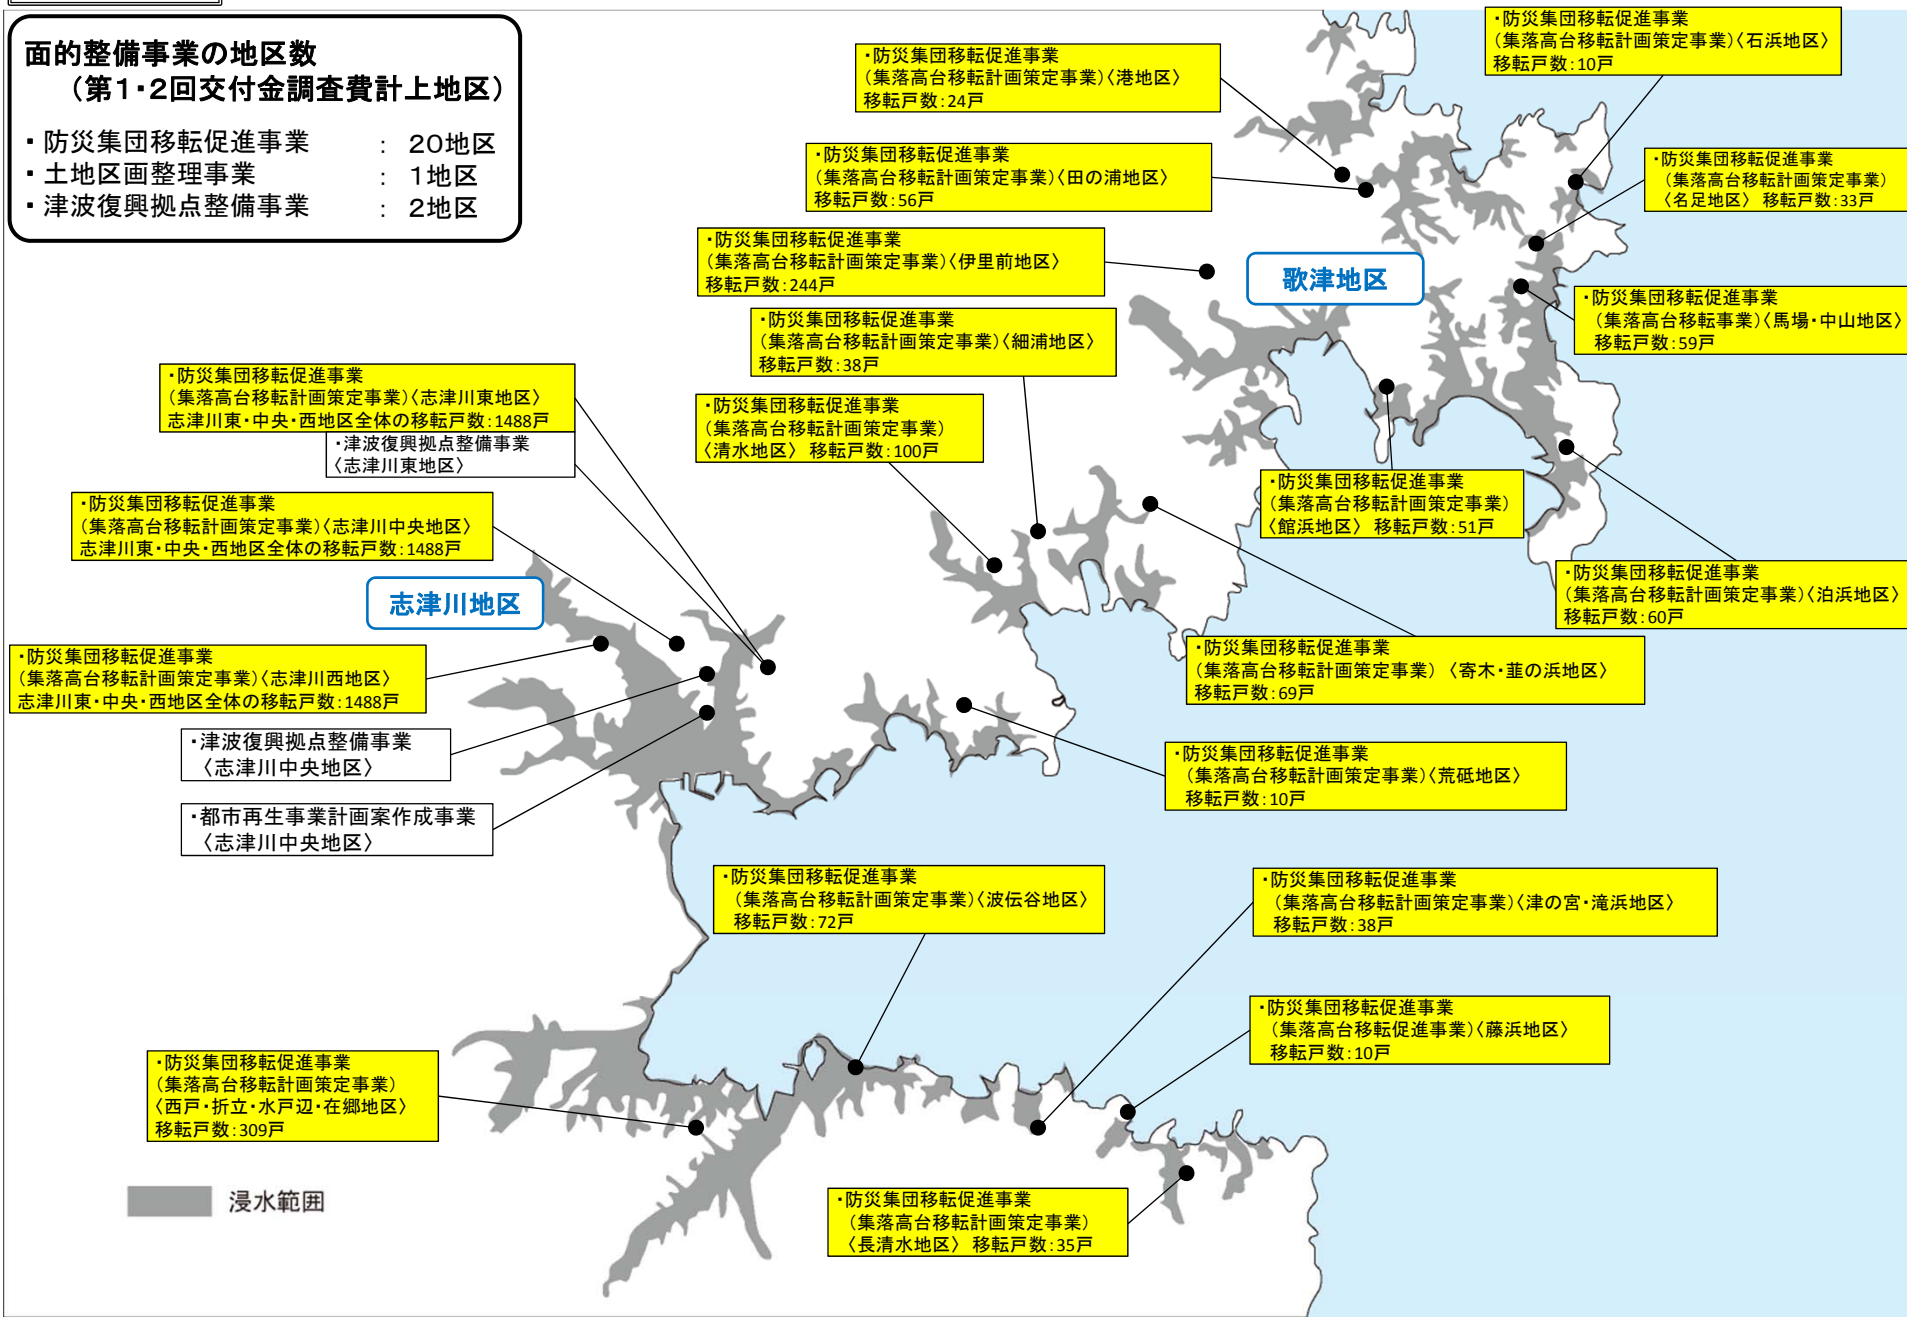 面的整備事業の地区数
（第1・2回交付金調査費計上地区）
・防災集団移転促進事業　：　20地区
・土地区画整理事業　：　1地区
・津波復興拠点整備事業　：　2地区
・防災集団移転促進事業
（集落高台移転計画策定事業）〈港地区〉
移転戸数：24戸
・防災集団移転促進事業
（集落高台移転計画策定事業）〈石浜地区〉
移転戸数：10戸
・防災集団移転促進事業
（集落高台移転計画策定事業）〈田の浦地区〉
移転戸数：56戸
・防災集団移転促進事業
（集落高台移転計画策定事業）
〈名足地区〉 移転戸数：33戸
・防災集団移転促進事業
（集落高台移転計画策定事業）〈伊里前地区〉
移転戸数：244戸
歌津地区
・防災集団移転促進事業
（集落高台移転事業）〈馬場・中山地区〉
移転戸数：59戸
・防災集団移転促進事業
（集落高台移転計画策定事業）〈細浦地区〉
移転戸数：38戸
・防災集団移転促進事業
（集落高台移転計画策定事業）〈志津川東地区〉
志津川東・中央・西地区全体の移転戸数：1488戸
・津波復興拠点整備事業
〈志津川東地区〉
・防災集団移転促進事業
（集落高台移転計画策定事業）
〈清水地区〉 移転戸数：100戸
・防災集団移転促進事業
（集落高台移転計画策定事業）
〈館浜地区〉 移転戸数：51戸
・防災集団移転促進事業
（集落高台移転計画策定事業）〈志津川中央地区〉
志津川東・中央・西地区全体の移転戸数：1488戸
志津川地区
・防災集団移転促進事業
（集落高台移転計画策定事業）〈泊浜地区〉
移転戸数：60戸
・防災集団移転促進事業
（集落高台移転計画策定事業）〈志津川西地区〉
志津川東・中央・西地区全体の移転戸数：1488戸
・防災集団移転促進事業
（集落高台移転計画策定事業） 〈寄木・韮の浜地区〉
移転戸数：69戸
・津波復興拠点整備事業
〈志津川中央地区〉
・防災集団移転促進事業
（集落高台移転計画策定事業）〈荒砥地区〉
移転戸数：10戸
・都市再生事業計画案作成事業
〈志津川中央地区〉
・防災集団移転促進事業
（集落高台移転計画策定事業）〈波伝谷地区〉
移転戸数：72戸
・防災集団移転促進事業
（集落高台移転計画策定事業）〈津の宮・滝浜地区〉
移転戸数：38戸
・防災集団移転促進事業
（集落高台移転促進事業）〈藤浜地区〉
移転戸数：10戸
・防災集団移転促進事業
（集落高台移転計画策定事業）
〈西戸・折立・水戸辺・在郷地区〉
移転戸数：309戸
・防災集団移転促進事業
（集落高台移転計画策定事業）
〈長清水地区〉 移転戸数：35戸
浸水範囲